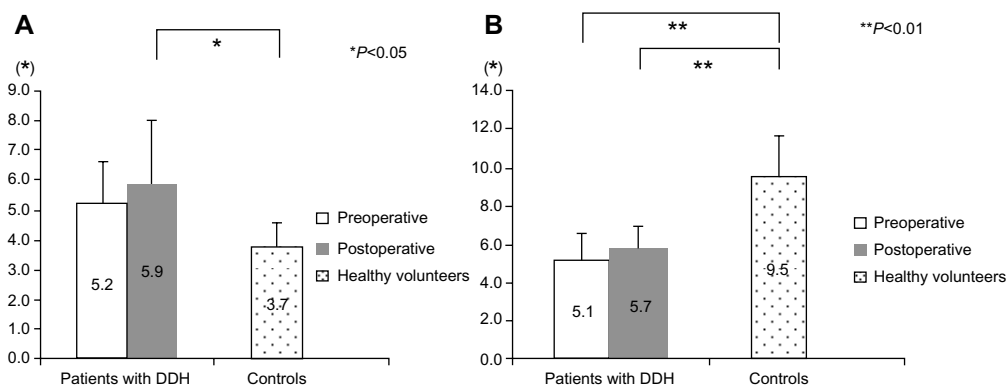 A
*
*P<0.05
(*)
9.0
8.0
7.0
6.0
5.0
4.0
3.0
2.0
1.0
0.0
5.2
5.9
3.7
Preoperative
Postoperative
Healthy volunteers
Patients with DDH
Controls
B
**
**P<0.01
**
(*)
14.0
12.0
10.0
8.0
6.0
4.0
2.0
0.0
5.1
5.7
9.5
Preoperative
Postoperative
Healthy volunteers
Patients with DDH
Controls